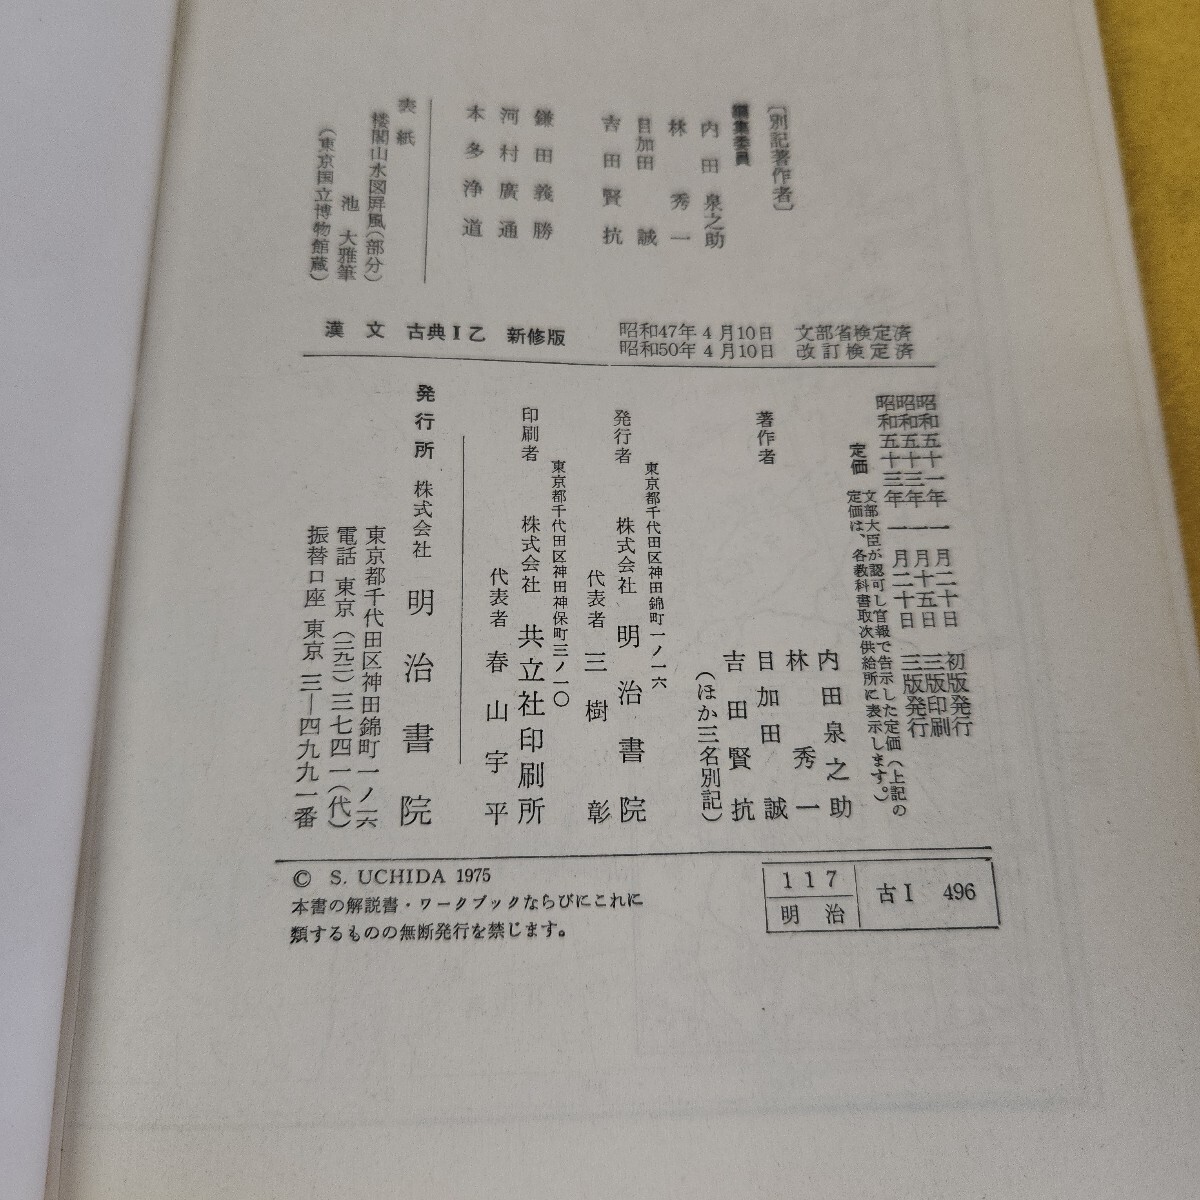 〔別記著作者〕
編集委員
内田泉之助
林秀一
目加田誠
吉田賢抗
鎌田義勝
河村廣通
本多浄道
表紙
楼閣山水図屏風(部分)
池大雅筆
(東京国立博物館蔵)
漢文 古典Ⅰ乙 新修版
昭和47年4月10日 文部省検定済
昭和50年4月10日 改訂検定済
昭和五十一年一月二十日 初版発行
昭和五十三年一月十五日 三版印刷
昭和五十三年一月二十日 三版発行
定価 文部大臣が認可し官報で告示した定価(上記の
定価は、各教科書取次供給所に表示します。)
著作者
内田泉之助
林秀一
目加田誠
吉田賢抗
(ほか三名別記)
東京都千代田区神田錦町一ノ一六
発行者 株式会社 明治書院
代表者 三樹彰
東京都千代田区神田神保町三ノ一〇
印刷者 株式会社 共立社印刷所
代表者 春山宇平
発行所 株式会社 明治書院
東京都千代田区神田錦町一ノ一六
電話 東京(二九二)三七四一(代)
振替口座 東京 三―四九九一番
© S. UCHIDA 1975
本書の解説書・ワークブックならびにこれに
類するものの無断発行を禁じます。
117
明治
古Ⅰ 496